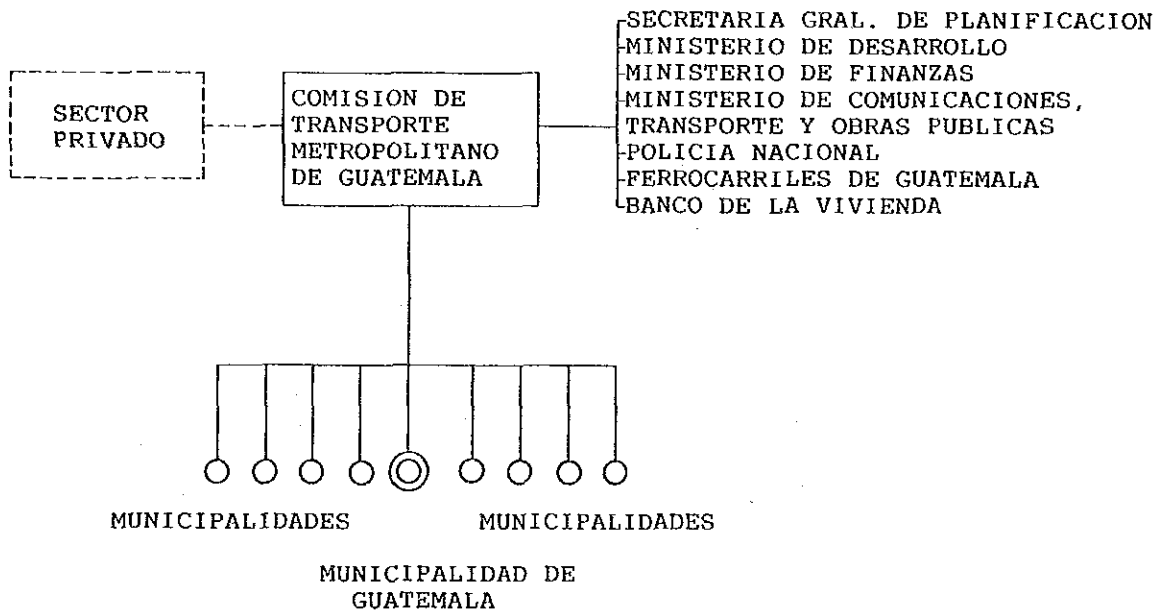 SECTOR
PRIVADO
COMISION DE
TRANSPORTE
METROPOLITANO
DE GUATEMALA
SECRETARIA GRAL. DE PLANIFICACION
MINISTERIO DE DESARROLLO
MINISTERIO DE FINANZAS
MINISTERIO DE COMUNICACIONES,
TRANSPORTE Y OBRAS PUBLICAS
POLICIA NACIONAL
FERROCARRILES DE GUATEMALA
BANCO DE LA VIVIENDA
MUNICIPALIDADES
MUNICIPALIDADES
MUNICIPALIDAD DE
GUATEMALA